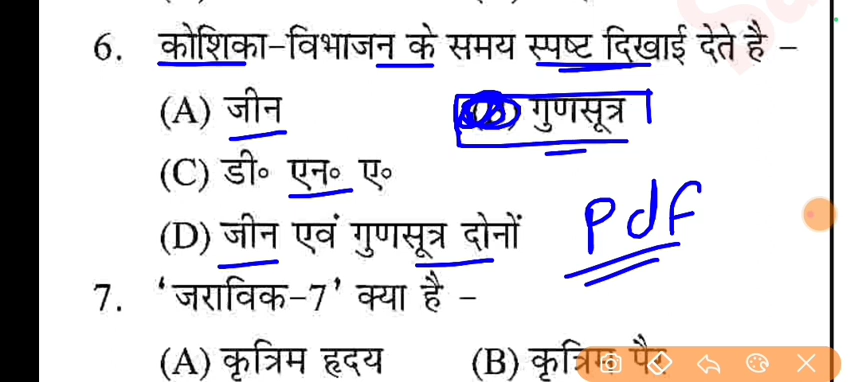 6. कोशिका-विभाजन के समय स्पष्ट दिखाई देते है -
(A) जीन (B) गुणसूत्र
(C) डी॰ एन॰ ए॰
(D) जीन एवं गुणसूत्र दोनों
pdf
7. ‘जराविक-7’ क्या है -
(A) कृत्रिम हृदय (B) कृत्रिम पैर